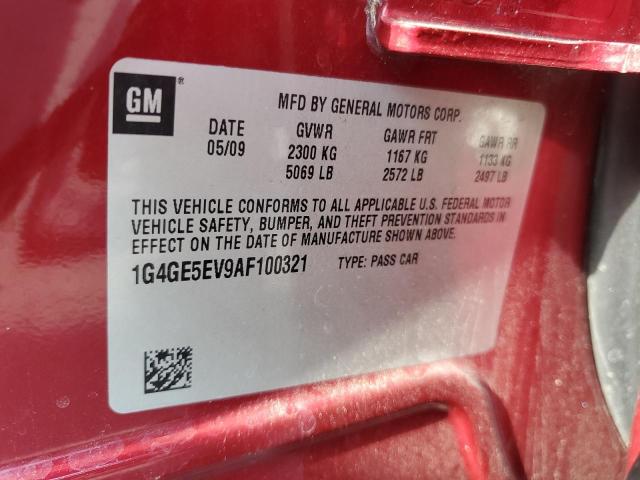 GM®
MFD BY GENERAL MOTORS CORP.
DATE GVWR GAWR FRT GAWR RR
05/09 2300 KG 1167 KG 1133 KG
5069 LB 2572 LB 2497 LB
THIS VEHICLE CONFORMS TO ALL APPLICABLE U.S. FEDERAL MOTOR
VEHICLE SAFETY, BUMPER, AND THEFT PREVENTION STANDARDS IN
EFFECT ON THE DATE OF MANUFACTURE SHOWN ABOVE.
1G4GE5EV9AF100321 TYPE: PASS CAR